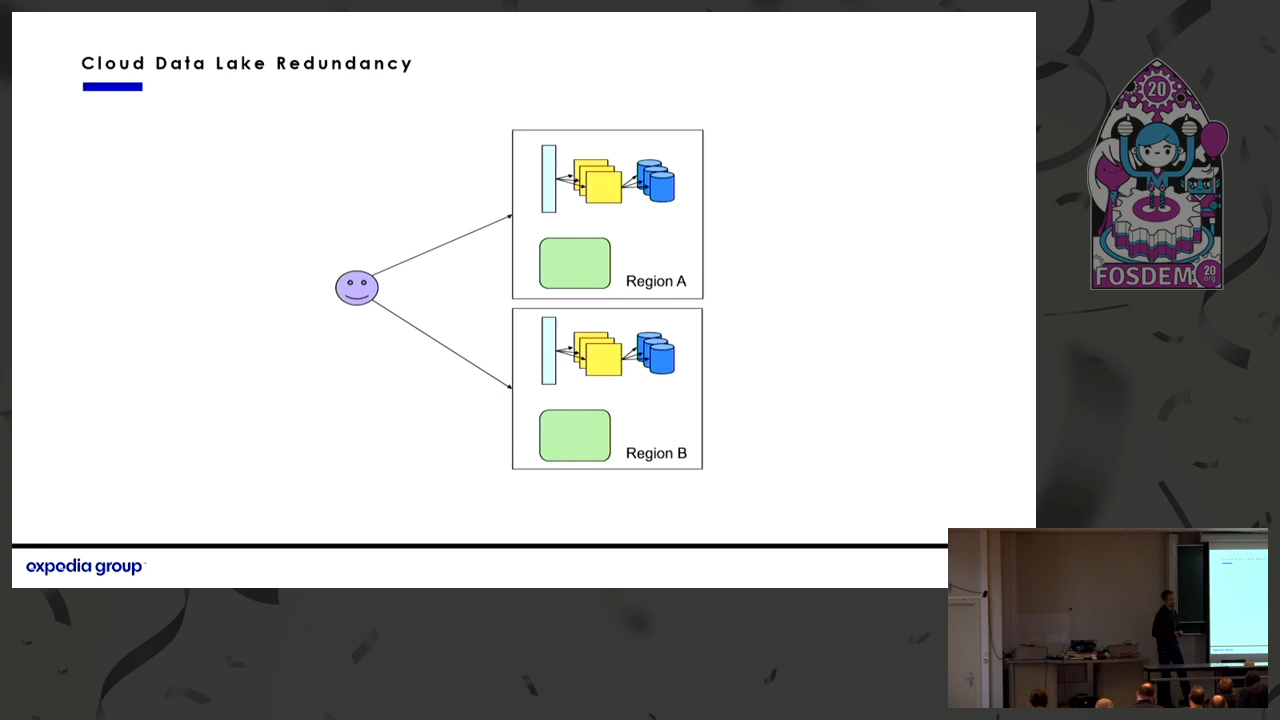 Cloud Data Lake Redundancy
Region A
Region B
expedia group
20
FOSDEM
20
.org